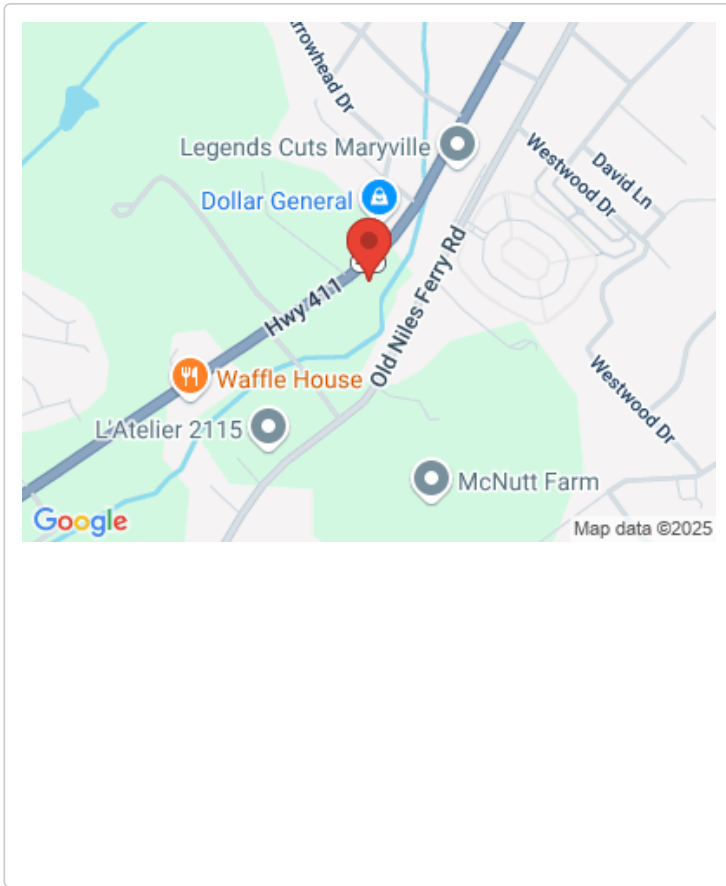 Arrowhead Dr
Legends Cuts Maryville
Westwood Dr
David Ln
Dollar General
Old Niles Ferry Rd
Hwy 411
Waffle House
Westwood Dr
L'Atelier 2115
McNutt Farm
Google
Map data ©2025